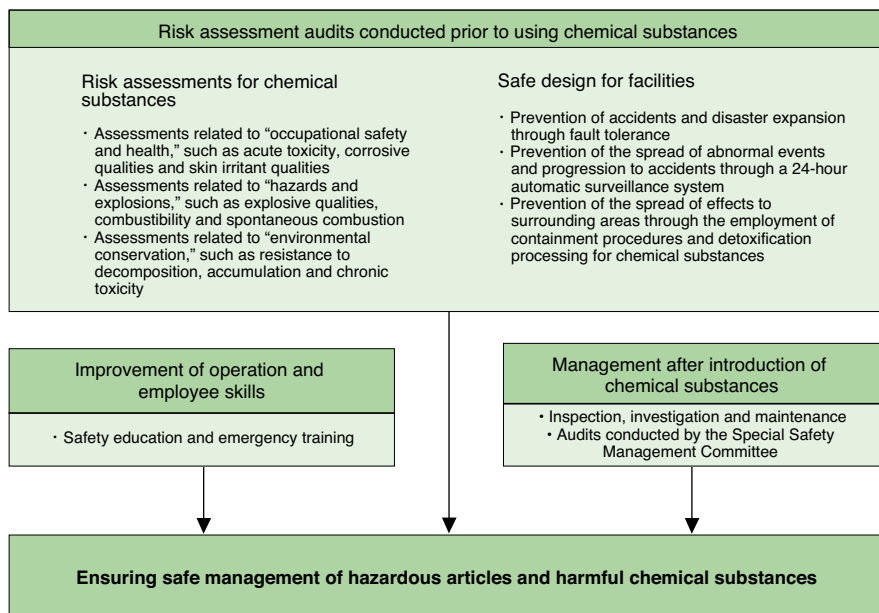 Risk assessment audits conducted prior to using chemical substances
Risk assessments for chemical
substances
· Assessments related to “occupational safety
and health,” such as acute toxicity, corrosive
qualities and skin irritant qualities
· Assessments related to “hazards and
explosions,” such as explosive qualities,
combustibility and spontaneous combustion
· Assessments related to “environmental
conservation,” such as resistance to
decomposition, accumulation and chronic
toxicity
Safe design for facilities
· Prevention of accidents and disaster expansion
through fault tolerance
· Prevention of the spread of abnormal events
and progression to accidents through a 24-hour
automatic surveillance system
· Prevention of the spread of effects to
surrounding areas through the employment of
containment procedures and detoxification
processing for chemical substances
Improvement of operation and
employee skills
· Safety education and emergency training
Management after introduction of
chemical substances
• Inspection, investigation and maintenance
• Audits conducted by the Special Safety
Management Committee
Ensuring safe management of hazardous articles and harmful chemical substances